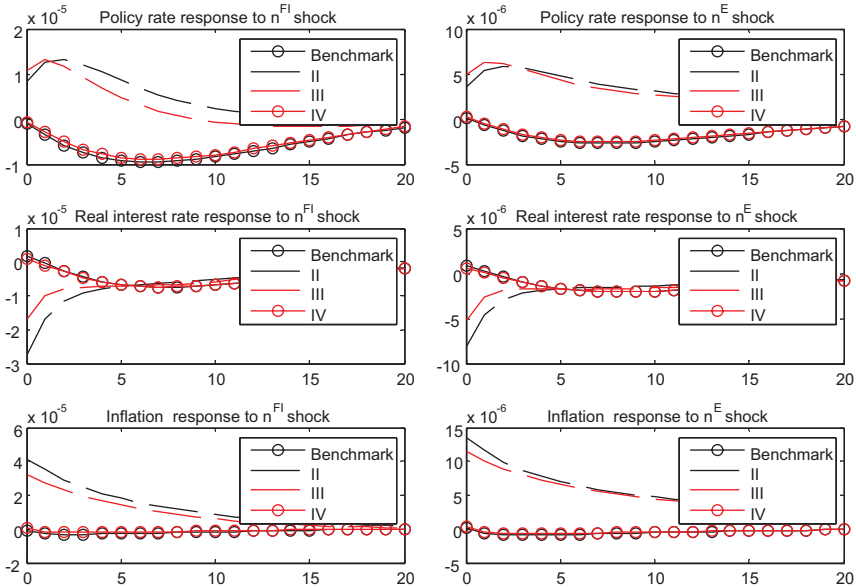 x 10-5
Policy rate response to nFI shock
2
1
0
-1
0
5
10
15
20
Benchmark
II
III
IV
x 10-6
Policy rate response to nE shock
10
5
0
-5
0
5
10
15
20
Benchmark
II
III
IV
x 10-5
Real interest rate response to nFI shock
1
0
-1
-2
-3
0
5
10
15
20
Benchmark
II
III
IV
x 10-6
Real interest rate response to nE shock
5
0
-5
-10
0
5
10
15
20
Benchmark
II
III
IV
x 10-5
Inflation response to nFI shock
6
4
2
0
-2
0
5
10
15
20
Benchmark
II
III
IV
x 10-6
Inflation response to nE shock
15
10
5
0
-5
0
5
10
15
20
Benchmark
II
III
IV